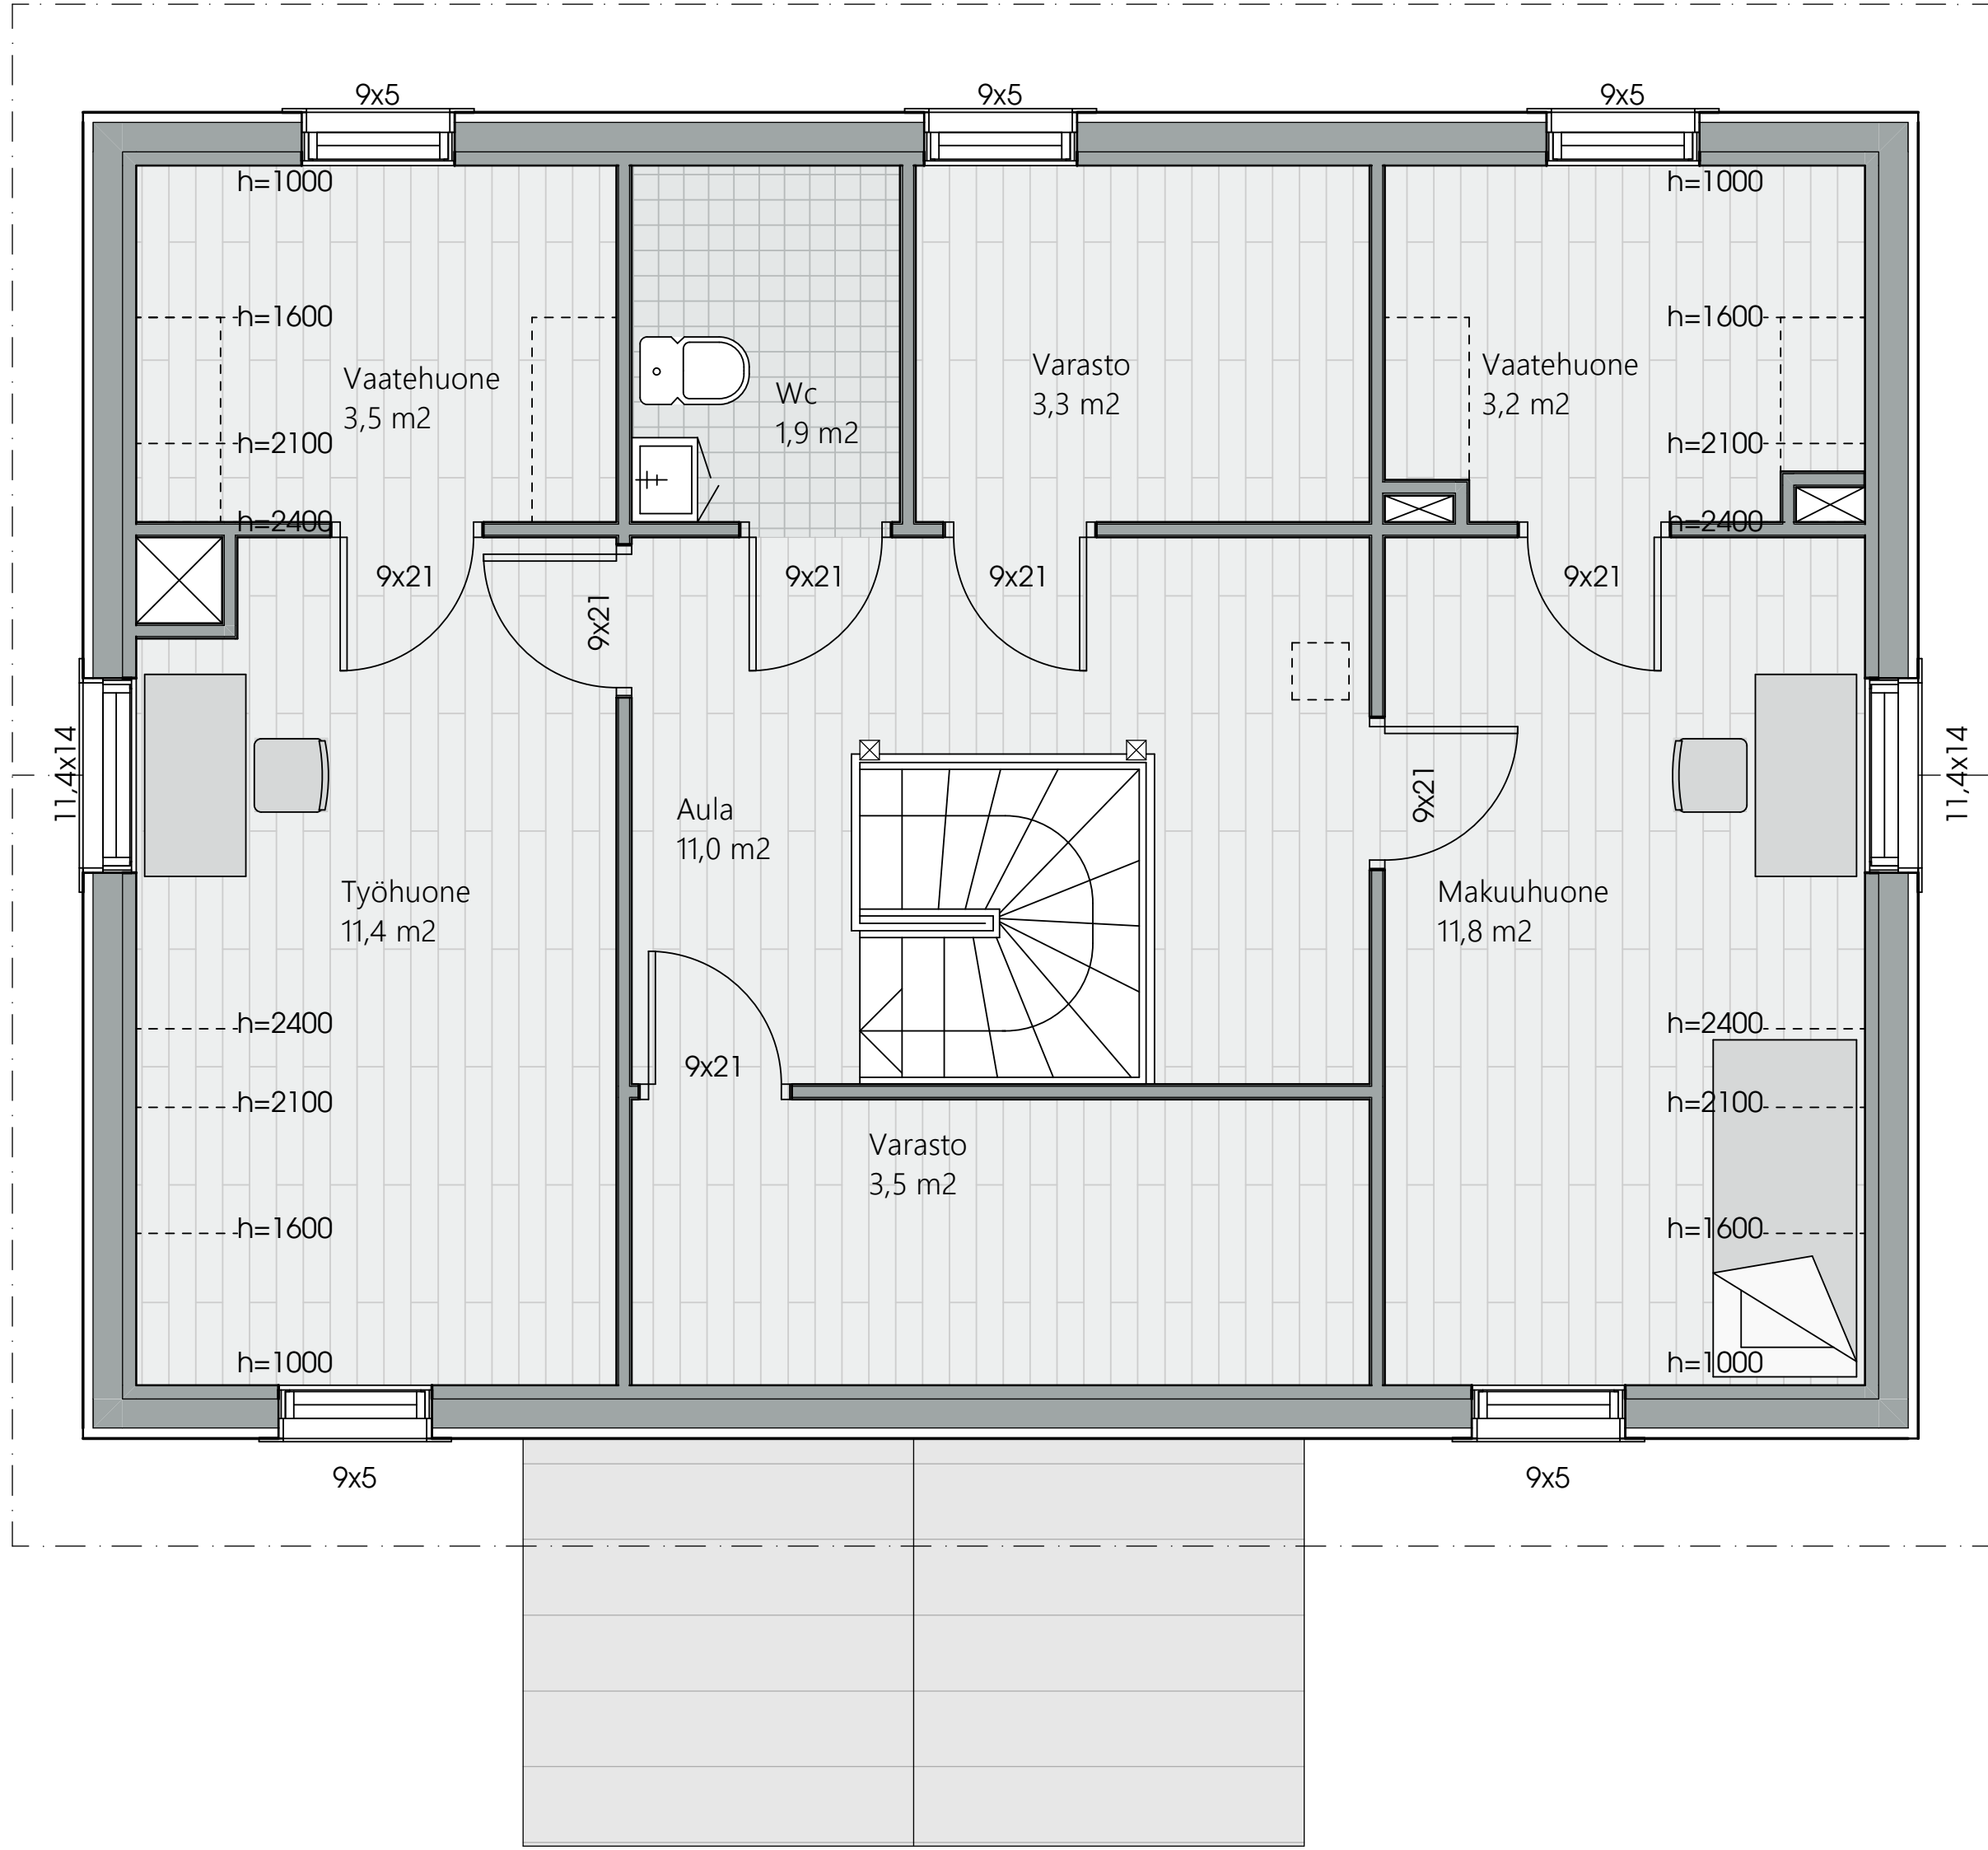 9x5
9x5
9x5
h=1000
h=1000
h=1600
h=1600
Vaatehuone
3,5 m2
Wc
1,9 m2
Varasto
3,3 m2
Vaatehuone
3,2 m2
h=2100
h=2100
h=2400
h=2400
9x21
9x21
9x21
9x21
9x21
11,4x14
9x21
11,4x14
Aula
11,0 m2
Työhuone
11,4 m2
Makuuhuone
11,8 m2
h=2400
h=2400
9x21
h=2100
h=2100
Varasto
3,5 m2
h=1600
h=1600
h=1000
h=1000
9x5
9x5